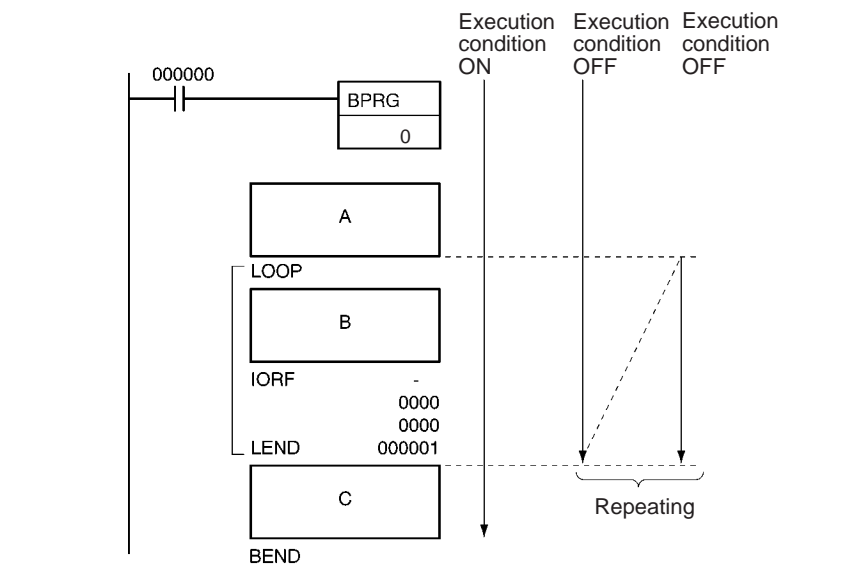 Execution condition ON
Execution condition OFF
Execution condition OFF
000000
BPRG
0
A
LOOP
B
IORF -
0000
0000
LEND 000001
C
Repeating
BEND